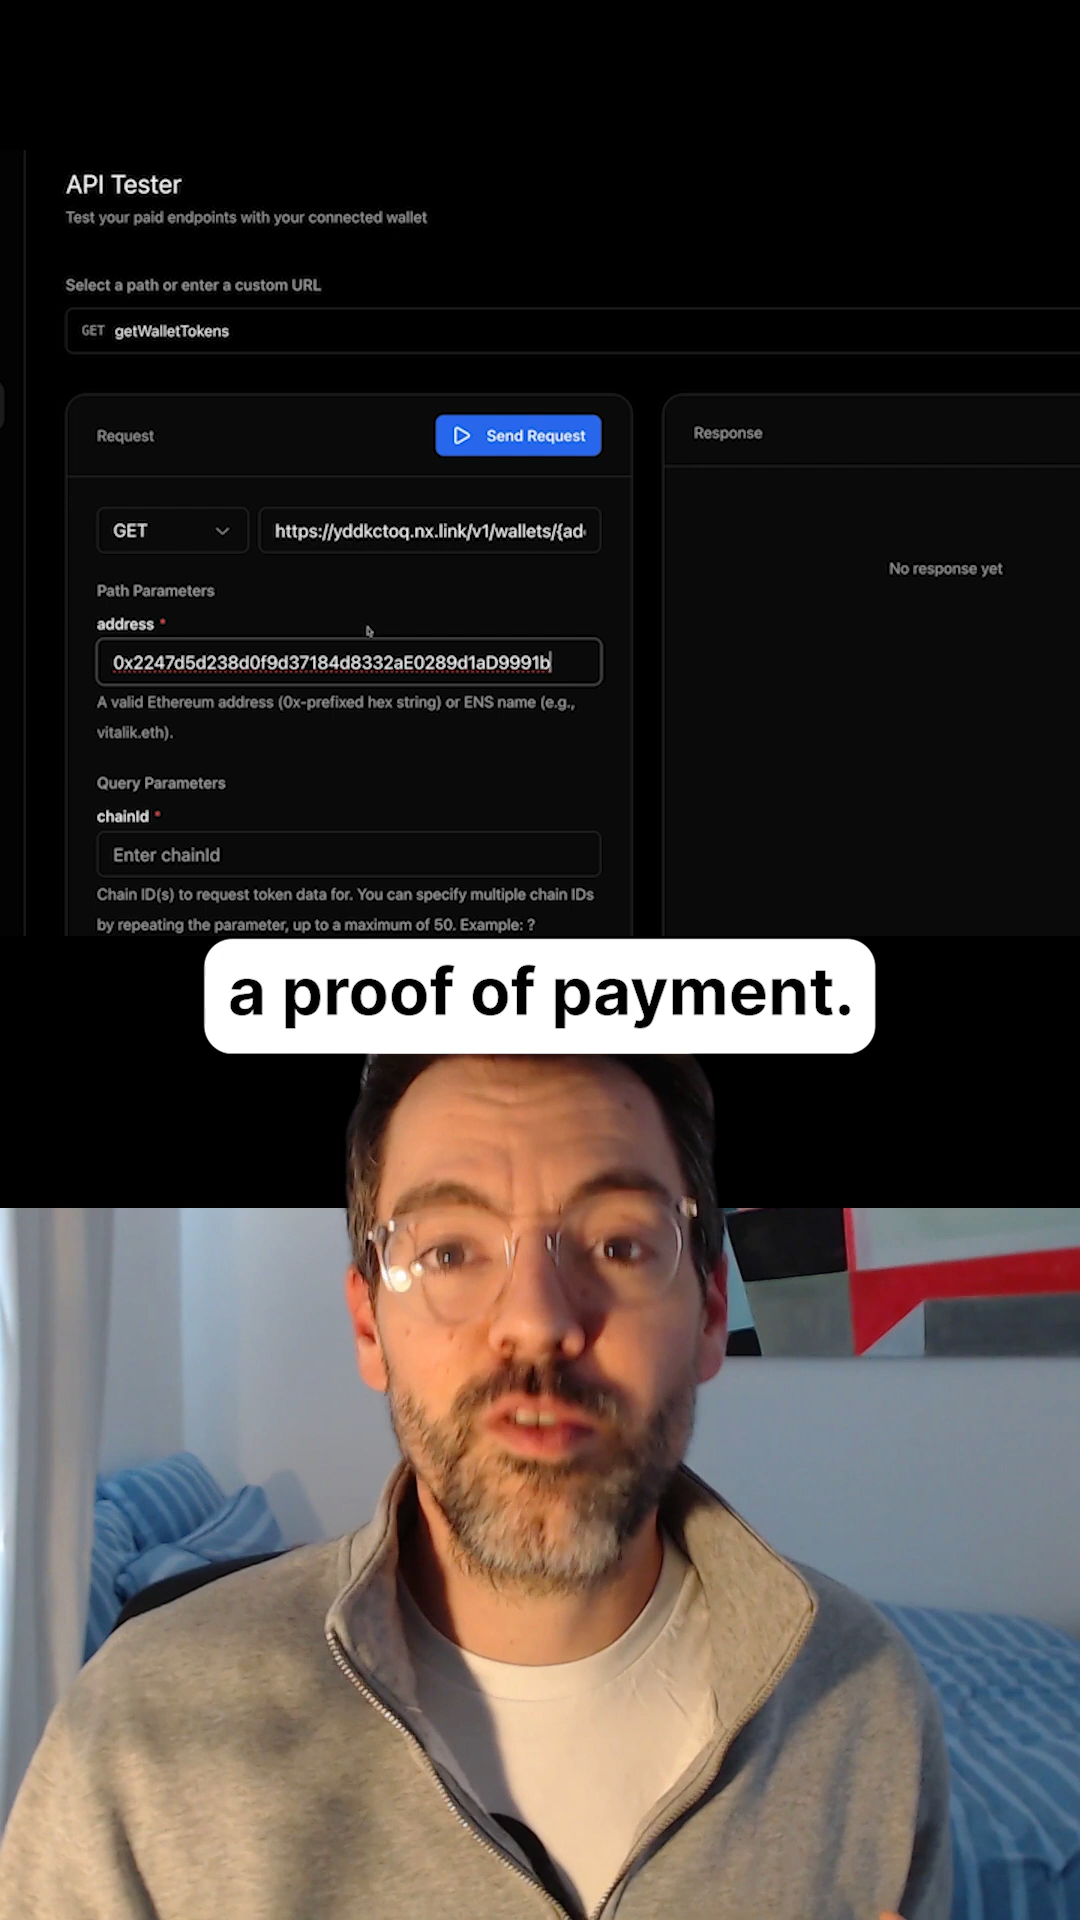 API Tester
Test your paid endpoints with your connected wallet
Select a path or enter a custom URL
GET getWalletTokens
Request
Send Request
Response
GET
https://yddkctoq.nx.link/v1/wallets/{ad
No response yet
Path Parameters
address *
0x2247d5d238d0f9d37184d8332aE0289d1aD9991b
A valid Ethereum address (0x-prefixed hex string) or ENS name (e.g.,
vitalik.eth).
Query Parameters
chainId *
Enter chainId
Chain ID(s) to request token data for. You can specify multiple chain IDs
by repeating the parameter, up to a maximum of 50. Example: ?
a proof of payment.